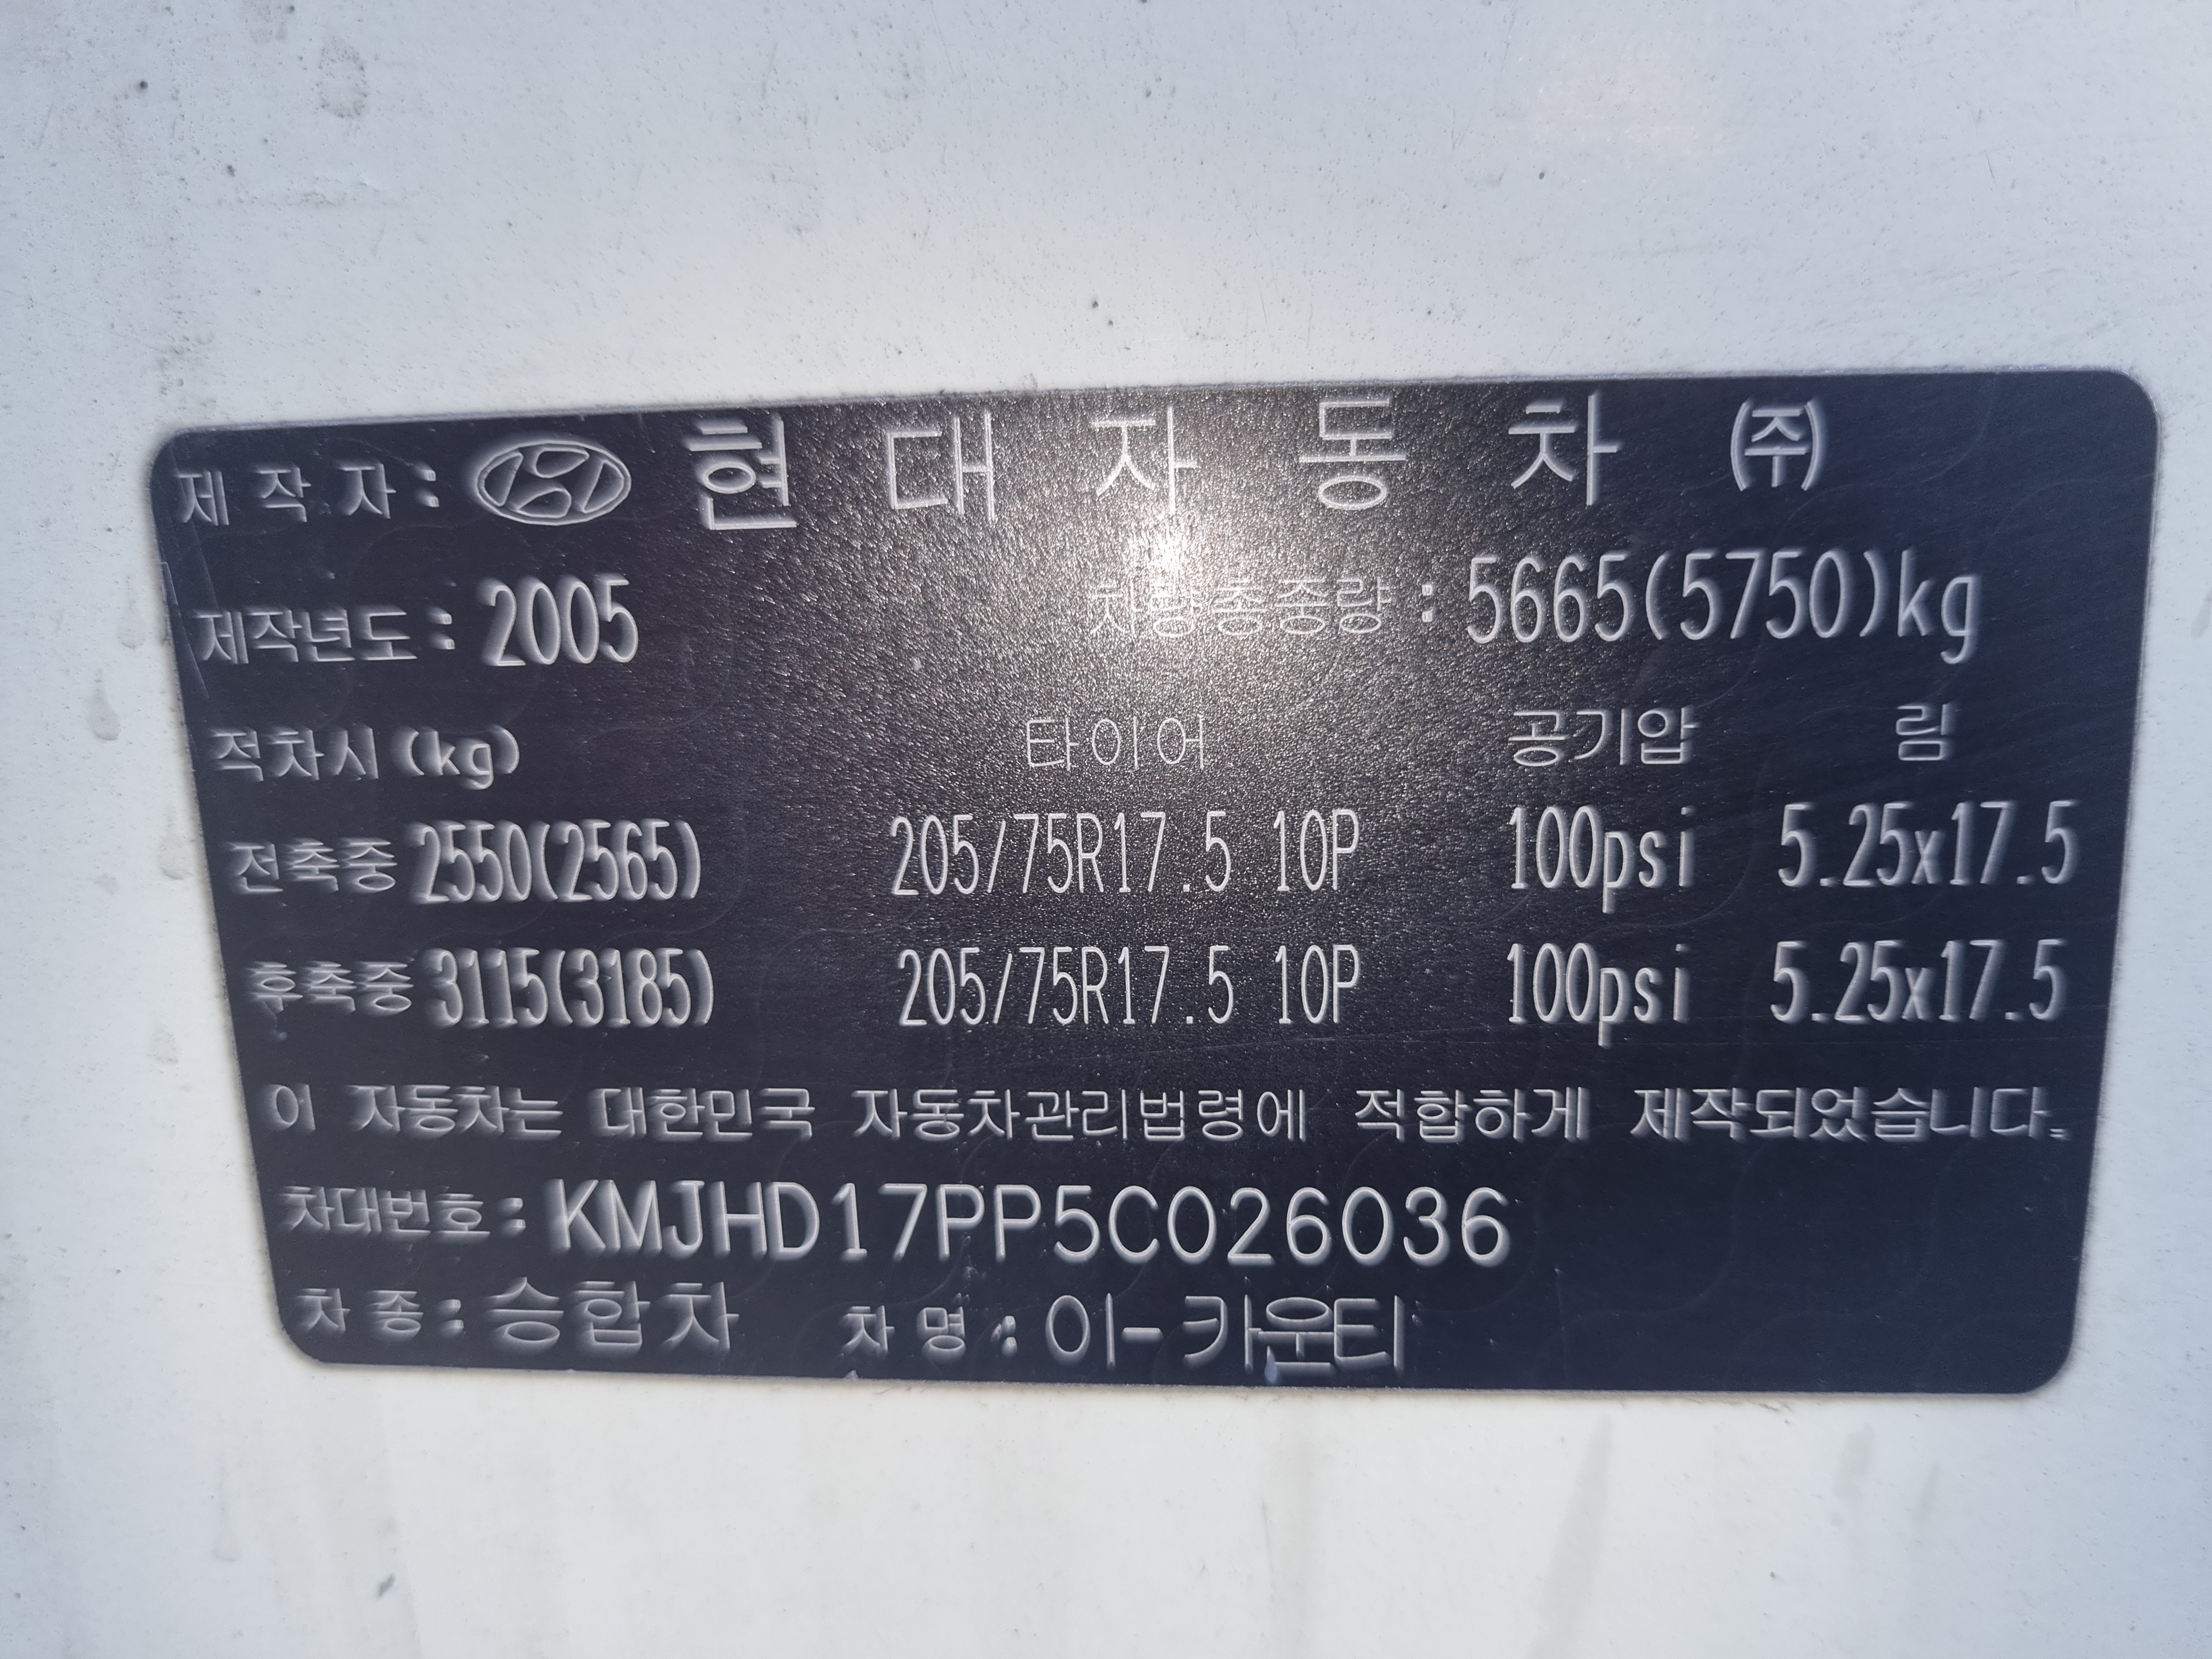 제 작 자 : 현 대 자 동 차 ㈜
제작년도 : 2005 차량총중량 : 5665(5750)kg
적차시(kg) 타이어 공기압 림
전축중 2550(2565) 205/75R17.5 10P 100psi 5.25x17.5
후축중 3115(3185) 205/75R17.5 10P 100psi 5.25x17.5
이 자동차는 대한민국 자동차관리법령에 적합하게 제작되었습니다.
차대번호 : KMJHD17PP5C026036
차 종 : 승합차 차 명 : 이-카운티